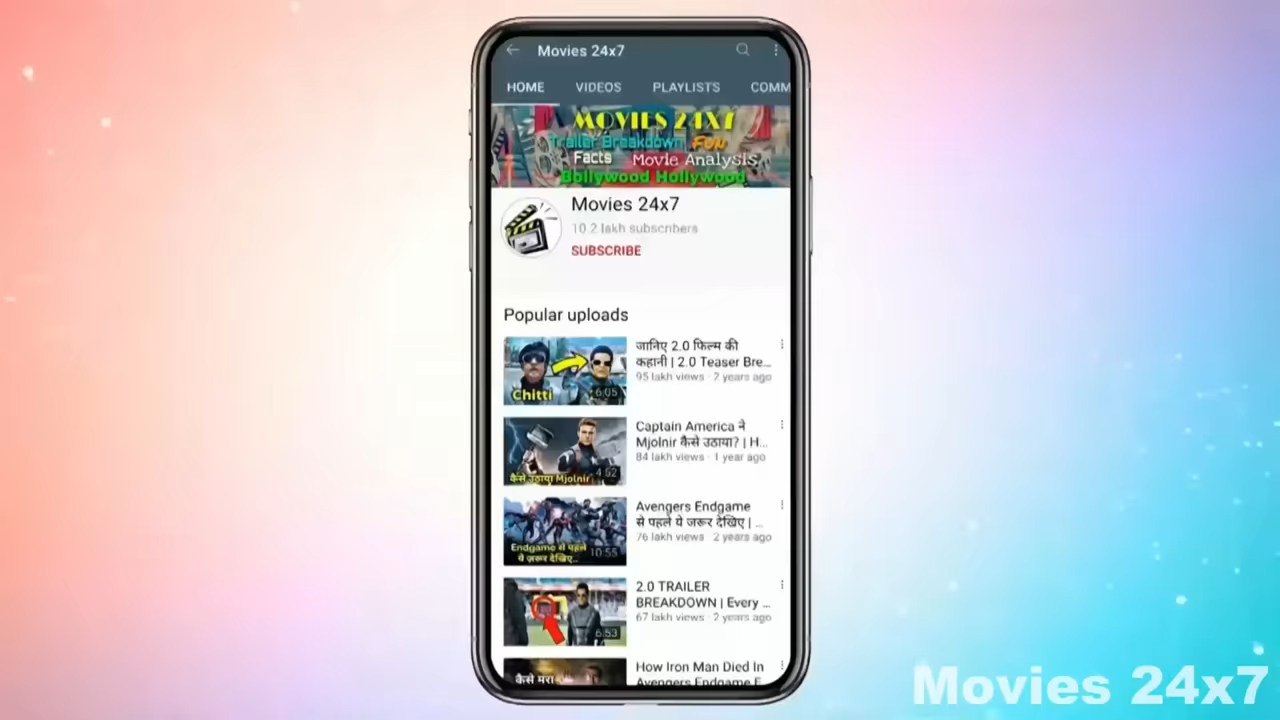 Movies 24x7
HOME VIDEOS PLAYLISTS COMM
MOVIES 24X7
Trailer Breakdown FUN
Facts Movie Analysis
Bollywood Hollywood
Movies 24x7
10.2 lakh subscribers
SUBSCRIBE
Popular uploads
Chitti
6:05
जानिए 2.0 फिल्म की
कहानी | 2.0 Teaser Bre...
95 lakh views · 2 years ago
कैसे उठाया Mjolnir
4:52
Captain America ने
Mjolnir कैसे उठाया? | H...
84 lakh views · 1 year ago
Endgame से पहले
ये ज़रूर देखिए..
10:55
Avengers Endgame
से पहले ये जरूर देखिए | ...
76 lakh views · 2 years ago
6:53
2.0 TRAILER
BREAKDOWN | Every ...
67 lakh views · 2 years ago
कैसे मरा
How Iron Man Died In
Avengers Endgame F
Movies 24x7